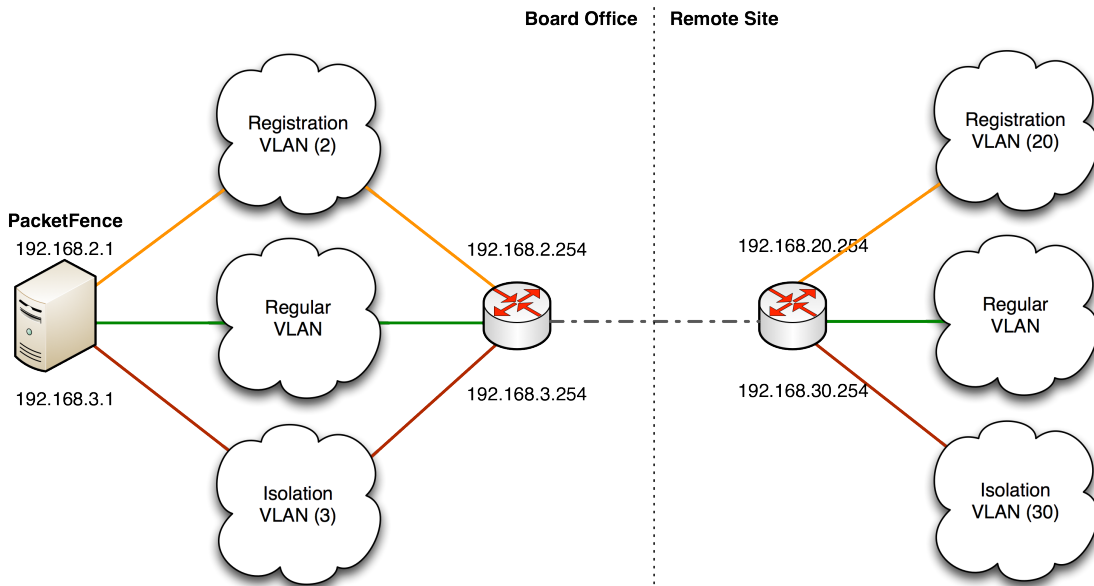 Board Office
Remote Site
Registration
VLAN (2)
Registration
VLAN (20)
PacketFence
192.168.2.1
192.168.2.254
192.168.20.254
Regular
VLAN
Regular
VLAN
192.168.3.1
192.168.3.254
192.168.30.254
Isolation
VLAN (3)
Isolation
VLAN (30)